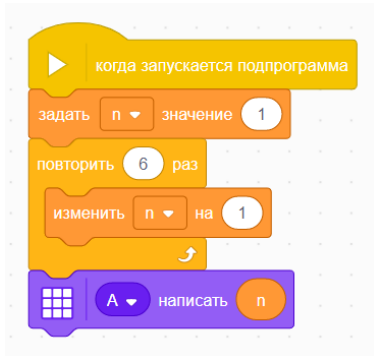 когда запускается подпрограмма
задать n значение 1
повторить 6 раз
изменить n на 1
A написать n